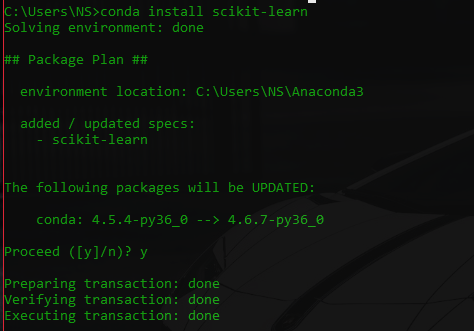 C:\Users\NS>conda install scikit-learn
Solving environment: done
## Package Plan ##
environment location: C:\Users\NS\Anaconda3
added / updated specs:
- scikit-learn
The following packages will be UPDATED:
conda: 4.5.4-py36_0 --> 4.6.7-py36_0
Proceed ([y]/n)? y
Preparing transaction: done
Verifying transaction: done
Executing transaction: done